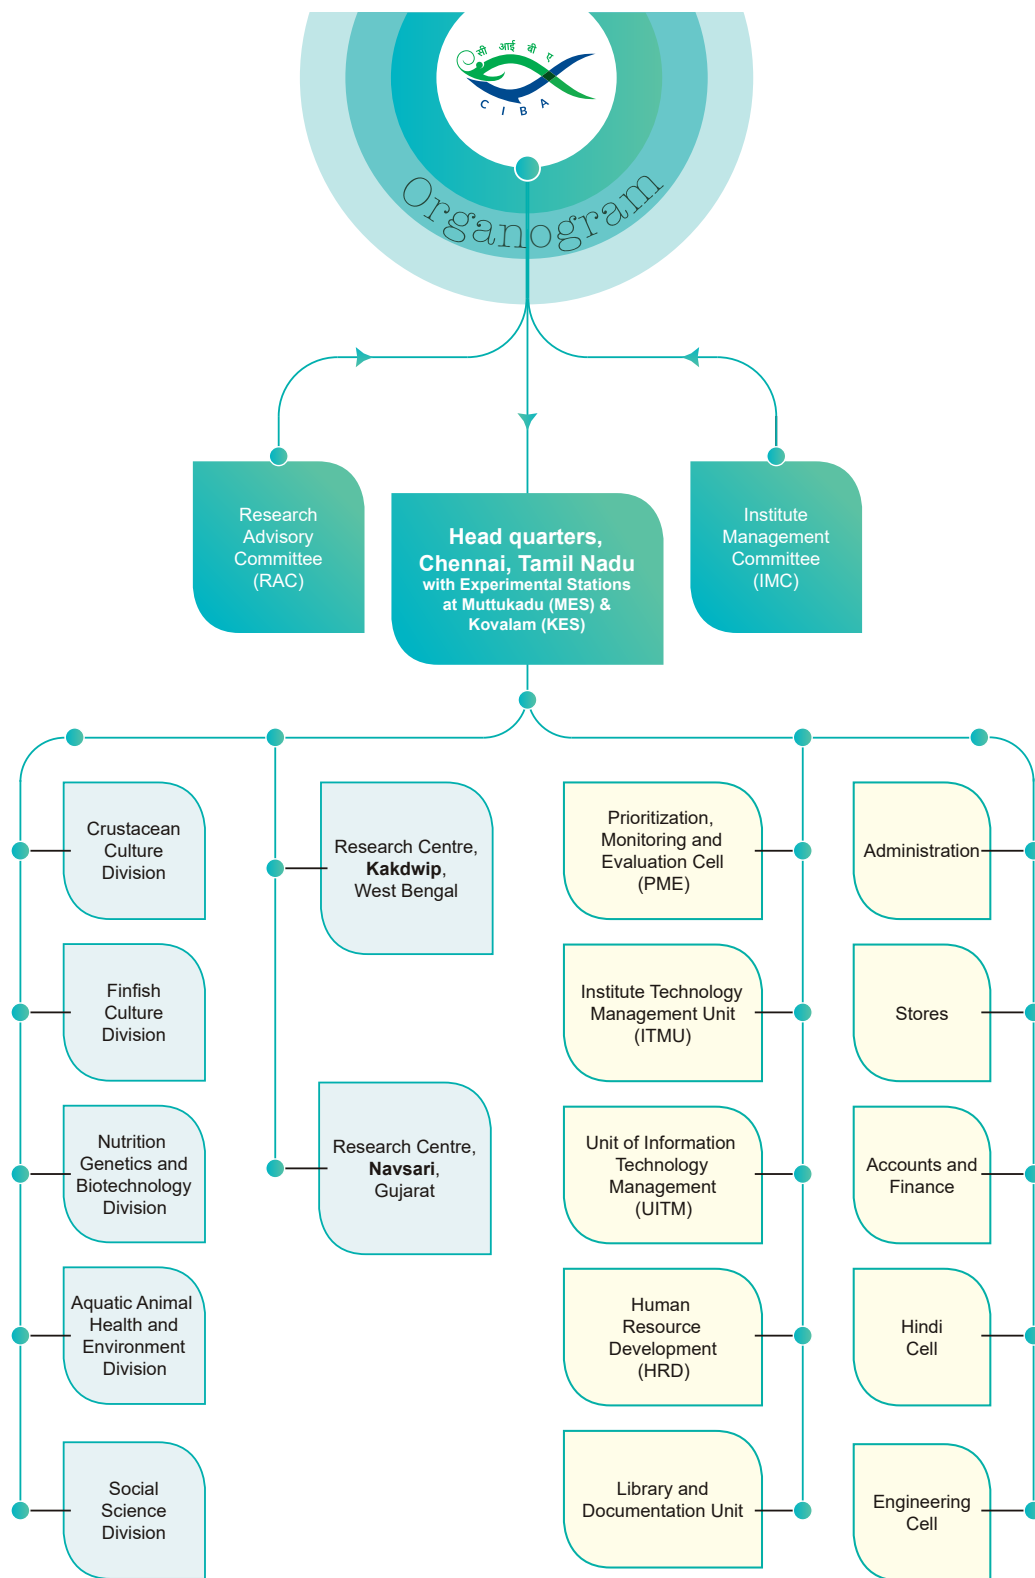 सी आई बी ए
C I B A
Organogram
Research
Advisory
Committee
(RAC)
Head quarters,
Chennai, Tamil Nadu
with Experimental Stations
at Muttukadu (MES) &
Kovalam (KES)
Institute
Management
Committee
(IMC)
Crustacean
Culture
Division
Finfish
Culture
Division
Nutrition
Genetics and
Biotechnology
Division
Aquatic Animal
Health and
Environment
Division
Social
Science
Division
Research Centre,
Kakdwip,
West Bengal
Research Centre,
Navsari,
Gujarat
Prioritization,
Monitoring and
Evaluation Cell
(PME)
Institute Technology
Management Unit
(ITMU)
Unit of Information
Technology
Management
(UITM)
Human
Resource
Development
(HRD)
Library and
Documentation Unit
Administration
Stores
Accounts and
Finance
Hindi
Cell
Engineering
Cell